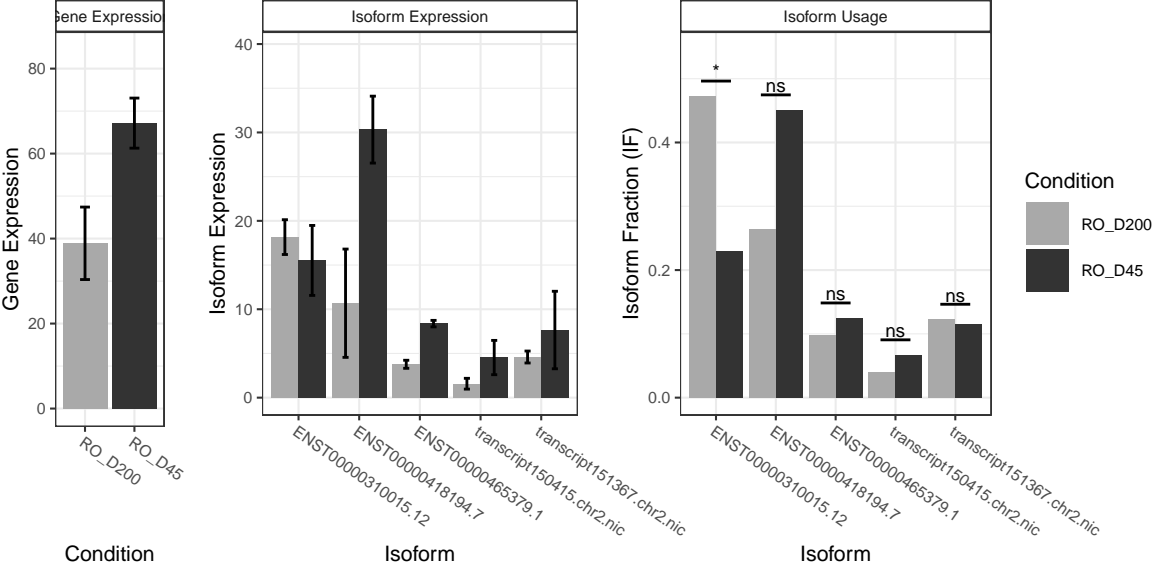 Gene Expression
Gene Expression
80
60
40
20
0
RO_D200
RO_D45
Condition
Isoform Expression
Isoform Expression
40
30
20
10
0
ENST00000310015.12
ENST00000418194.7
ENST00000465379.1
transcript150415.chr2.nic
transcript151367.chr2.nic
Isoform
Isoform Usage
Isoform Fraction (IF)
0.4
0.2
0.0
*
ns
ns
ns
ns
ENST00000310015.12
ENST00000418194.7
ENST00000465379.1
transcript150415.chr2.nic
transcript151367.chr2.nic
Isoform
Condition
RO_D200
RO_D45